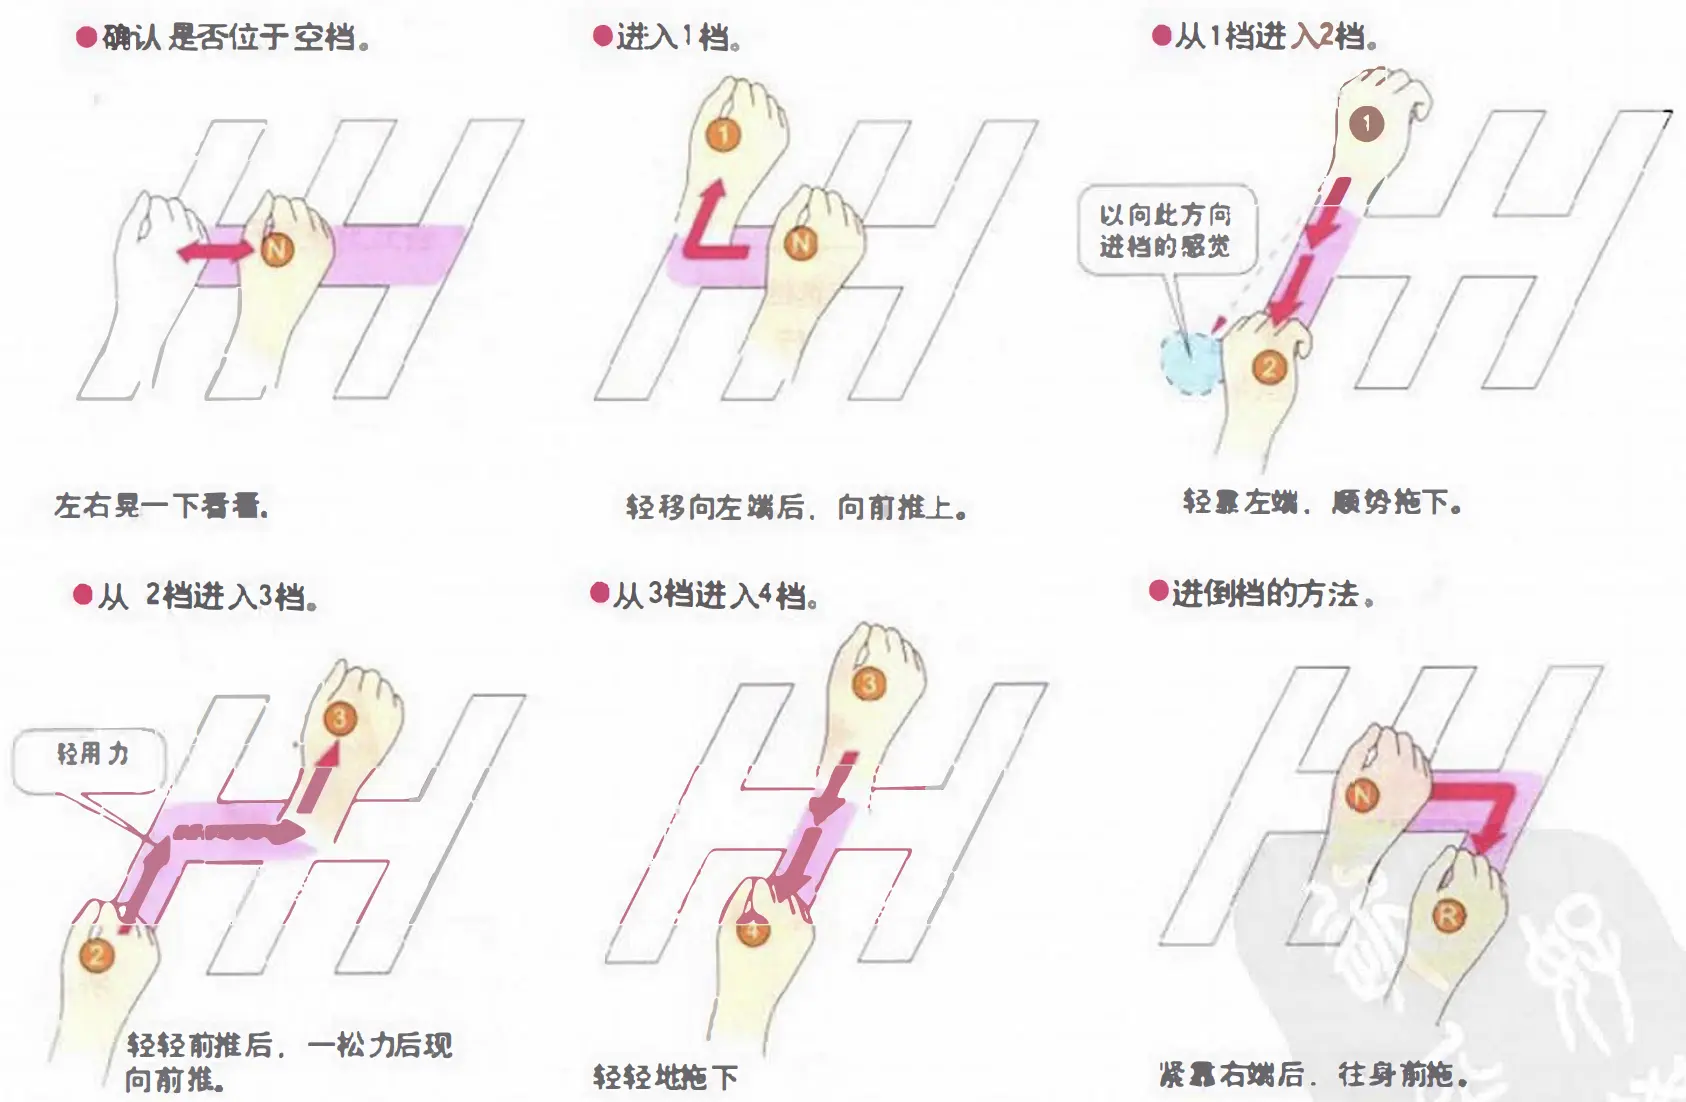 ●确认是否位于空档。
●进入1档。
●从1档进入2档。
N
1
N
1
以向此方向
进档的感觉
2
左右晃一下看看.
轻移向左端后,向前推上。
轻靠左端,顺势拖下。
●从 2档进入3档。
●从3档进入4档。
●进倒档的方法.
轻用力
3
2
3
4
N
R
轻轻前推后,一松力后现
向前推。
轻轻地拖下
紧靠右端后,往身前拖。